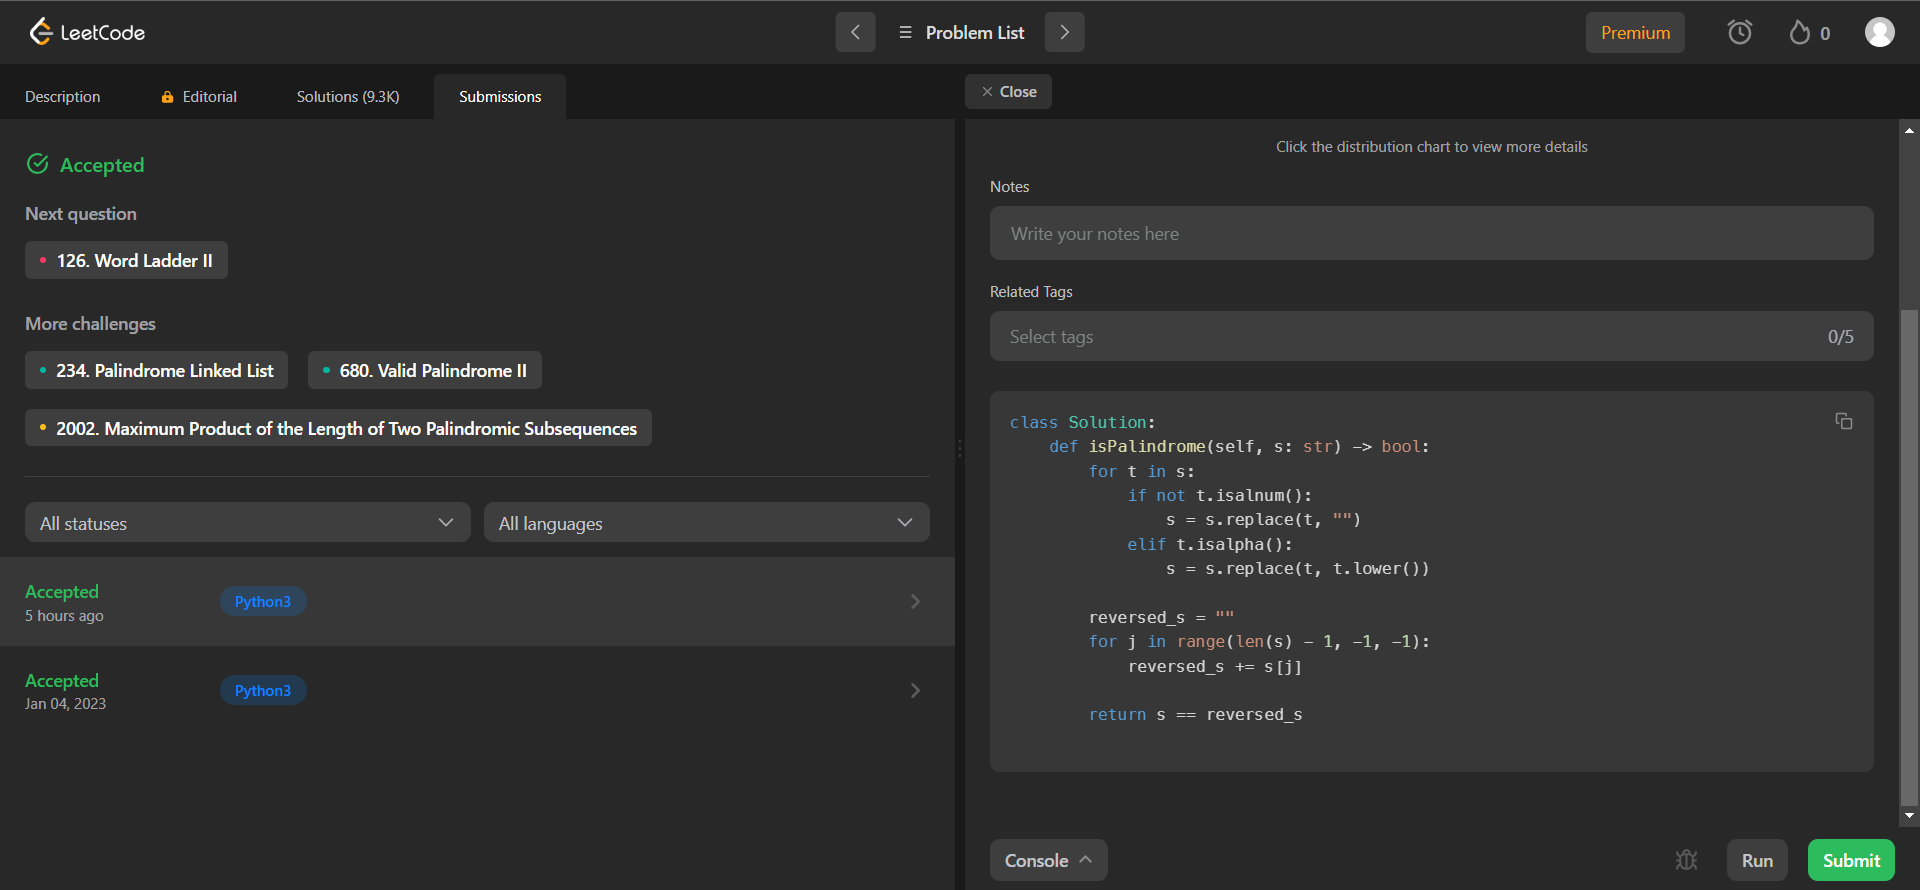 LeetCode
Problem List
Premium
0
Description
Editorial
Solutions (9.3K)
Submissions
Accepted
Next question
126. Word Ladder II
More challenges
234. Palindrome Linked List
680. Valid Palindrome II
2002. Maximum Product of the Length of Two Palindromic Subsequences
All statuses
All languages
Accepted
Python3
5 hours ago
Accepted
Python3
Jan 04, 2023
Close
Click the distribution chart to view more details
Notes
Write your notes here
Related Tags
Select tags
0/5
class Solution:
    def isPalindrome(self, s: str) -> bool:
        for t in s:
            if not t.isalnum():
                s = s.replace(t, "")
            elif t.isalpha():
                s = s.replace(t, t.lower())
        reversed_s = ""
        for j in range(len(s) - 1, -1, -1):
            reversed_s += s[j]
        return s == reversed_s
Console
Run
Submit